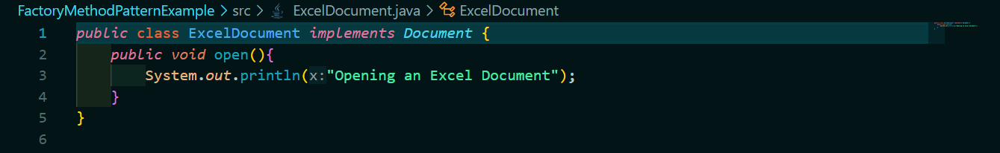 FactoryMethodPatternExample > src > ExcelDocument.java > ExcelDocument
1 public class ExcelDocument implements Document {
2     public void open(){
3         System.out.println(x:"Opening an Excel Document");
4     }
5 }
6